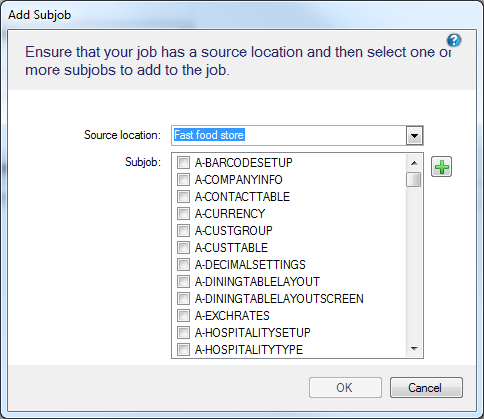 Add Subjob
Ensure that your job has a source location and then select one or
more subjobs to add to the job.
Source location: Fast food store
Subjob: A-BARCODESETUP
A-COMPANYINFO
A-CONTACTTABLE
A-CURRENCY
A-CUSTGROUP
A-CUSTTABLE
A-DECIMALSETTINGS
A-DININGTABLELAYOUT
A-DININGTABLELAYOUTSCREEN
A-EXCHRATES
A-HOSPITALITYSETUP
A-HOSPITALITYTYPE
OK Cancel